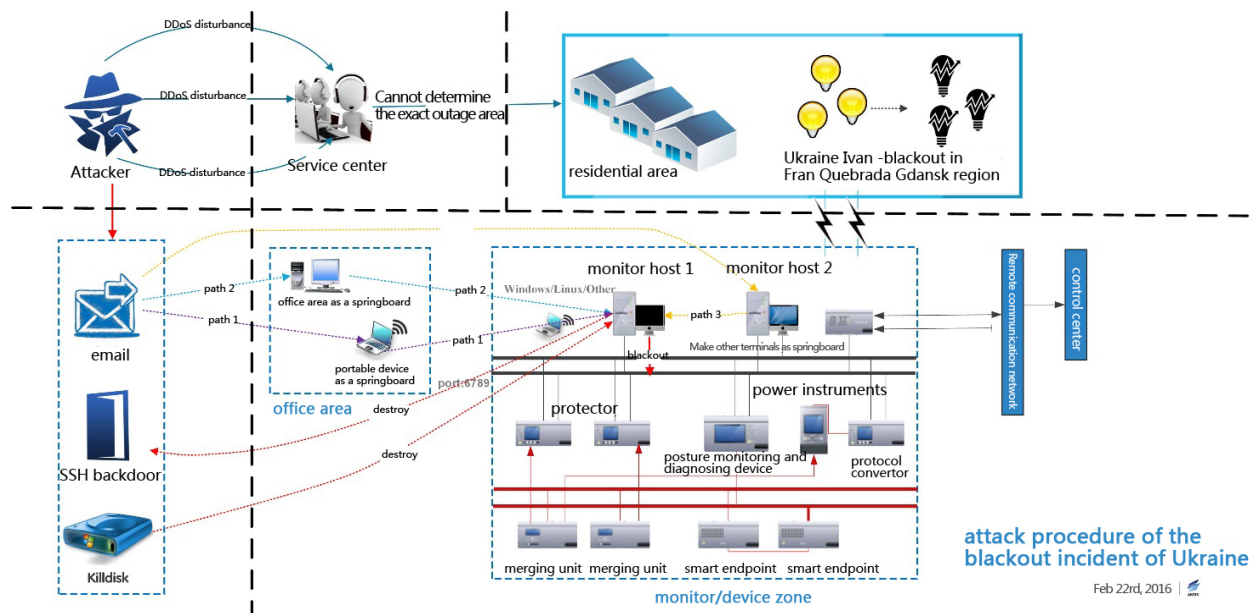 DDoS disturbance
DDoS disturbance
DDoS disturbance
Attacker
Service center
Cannot determine
the exact outage area
residential area
Ukraine Ivan -blackout in
Fran Quebrada Gdansk region
email
SSH backdoor
Killdisk
path 2
path 1
office area as a springboard
portable device
as a springboard
office area
path 2
path 1
Windows/Linux/Other
port:6789
destroy
destroy
monitor host 1
monitor host 2
path 3
Make other terminals as springboard
blackout
power instruments
protector
posture monitoring and
diagnosing device
protocol
convertor
merging unit
merging unit
smart endpoint
smart endpoint
monitor/device zone
Remote communication network
control center
attack procedure of the
blackout incident of Ukraine
Feb 22rd, 2016